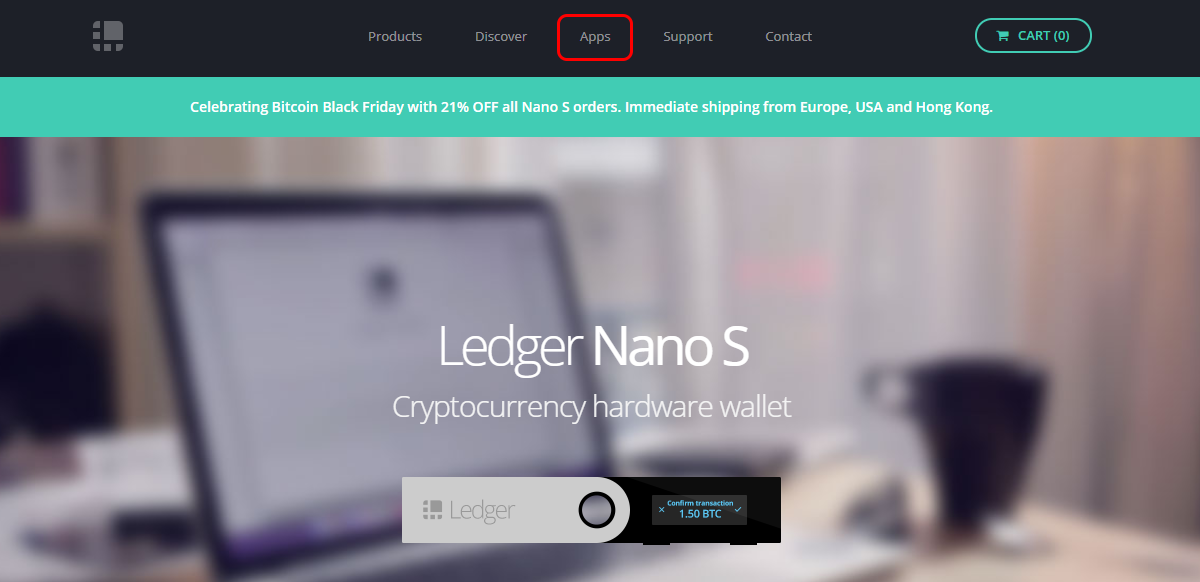 Products Discover Apps Support Contact CART (0)
Celebrating Bitcoin Black Friday with 21% OFF all Nano S orders. Immediate shipping from Europe, USA and Hong Kong.
Ledger Nano S
Cryptocurrency hardware wallet
Ledger
Confirm transaction
1.50 BTC